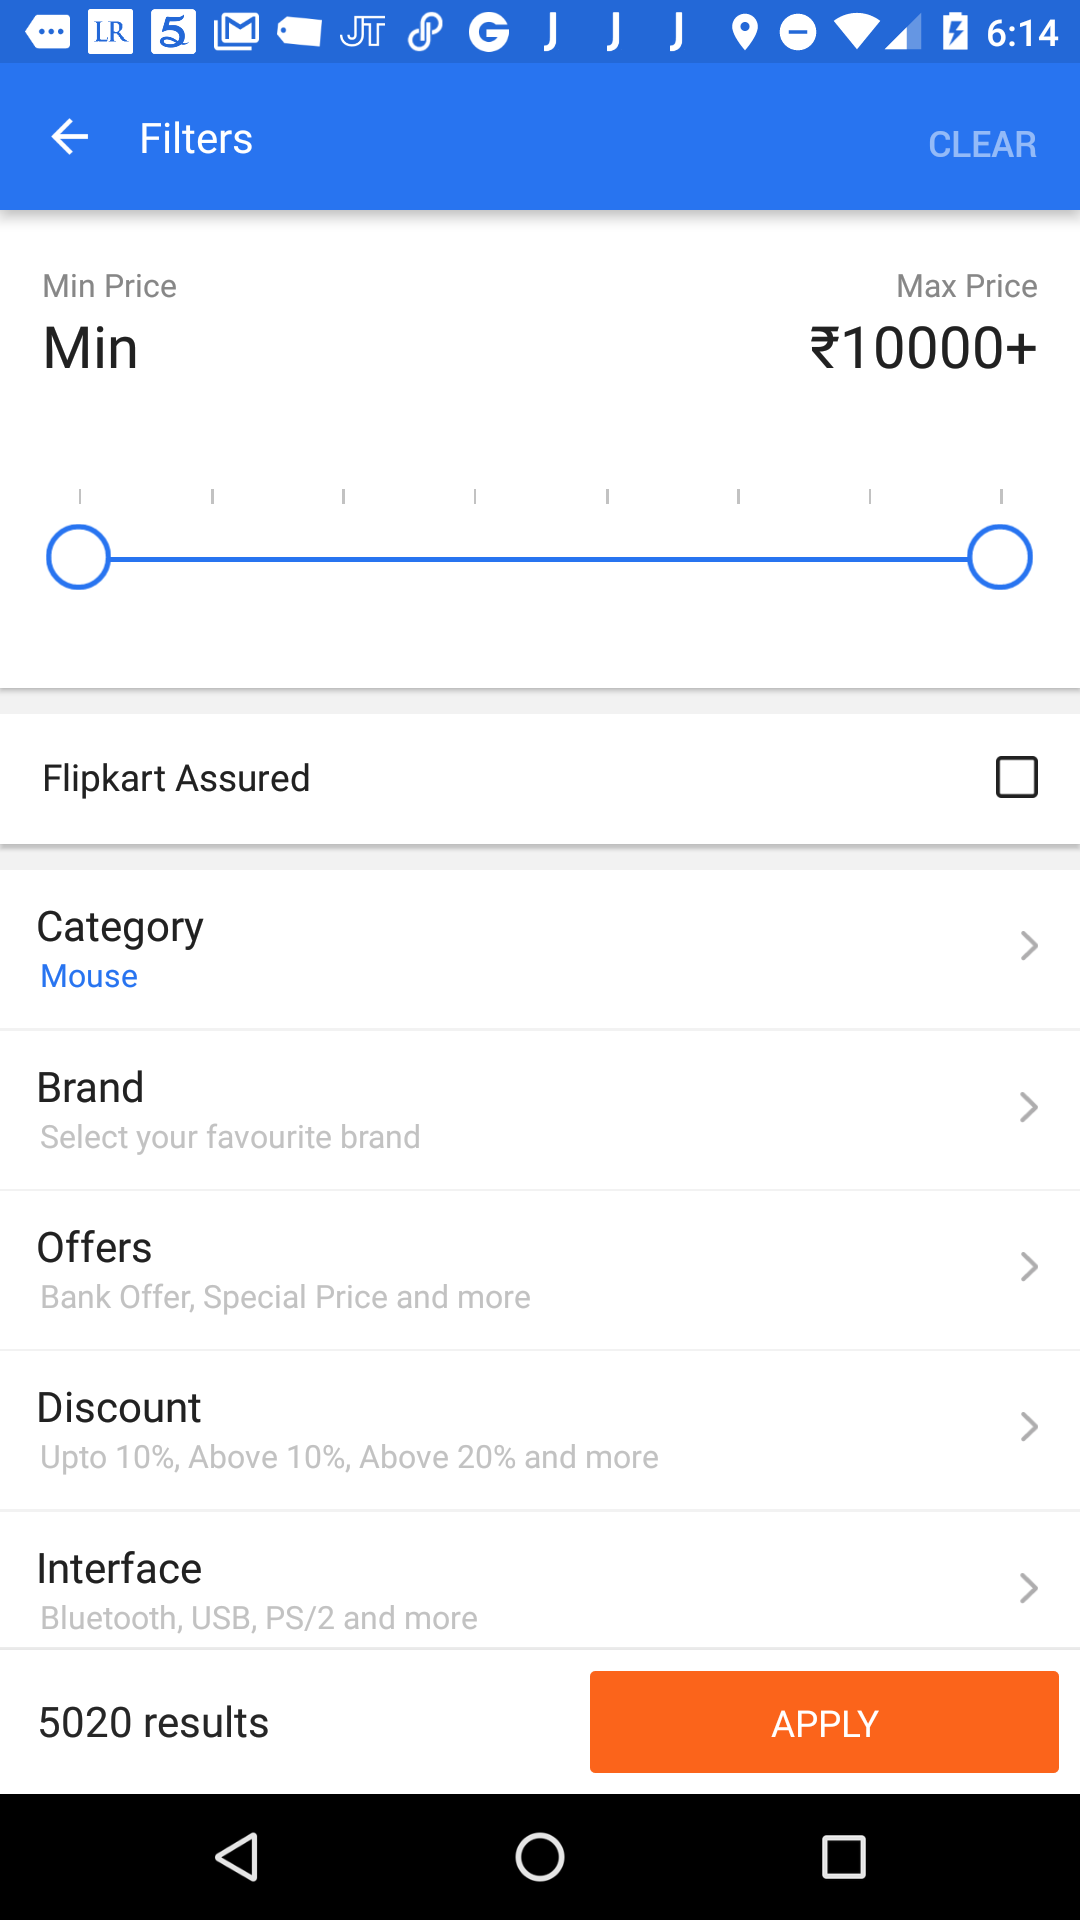 LR 5 M JT G J J J 6:14
Filters CLEAR
Min Price Max Price
Min ₹10000+
Flipkart Assured
Category
Mouse
Brand
Select your favourite brand
Offers
Bank Offer, Special Price and more
Discount
Upto 10%, Above 10%, Above 20% and more
Interface
Bluetooth, USB, PS/2 and more
5020 results APPLY